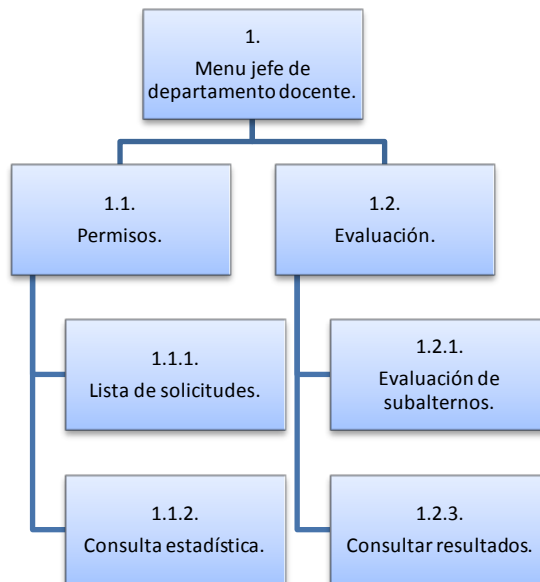 1.
Menu jefe de
departamento docente.
1.1.
Permisos.
1.2.
Evaluación.
1.1.1.
Lista de solicitudes.
1.2.1.
Evaluación de
subalternos.
1.1.2.
Consulta estadística.
1.2.3.
Consultar resultados.